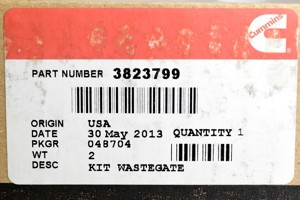 Cummins
PART NUMBER 3823799
ORIGIN USA
DATE 30 May 2013 QUANTITY 1
PKGR 048704
WT 2
DESC KIT WASTEGATE